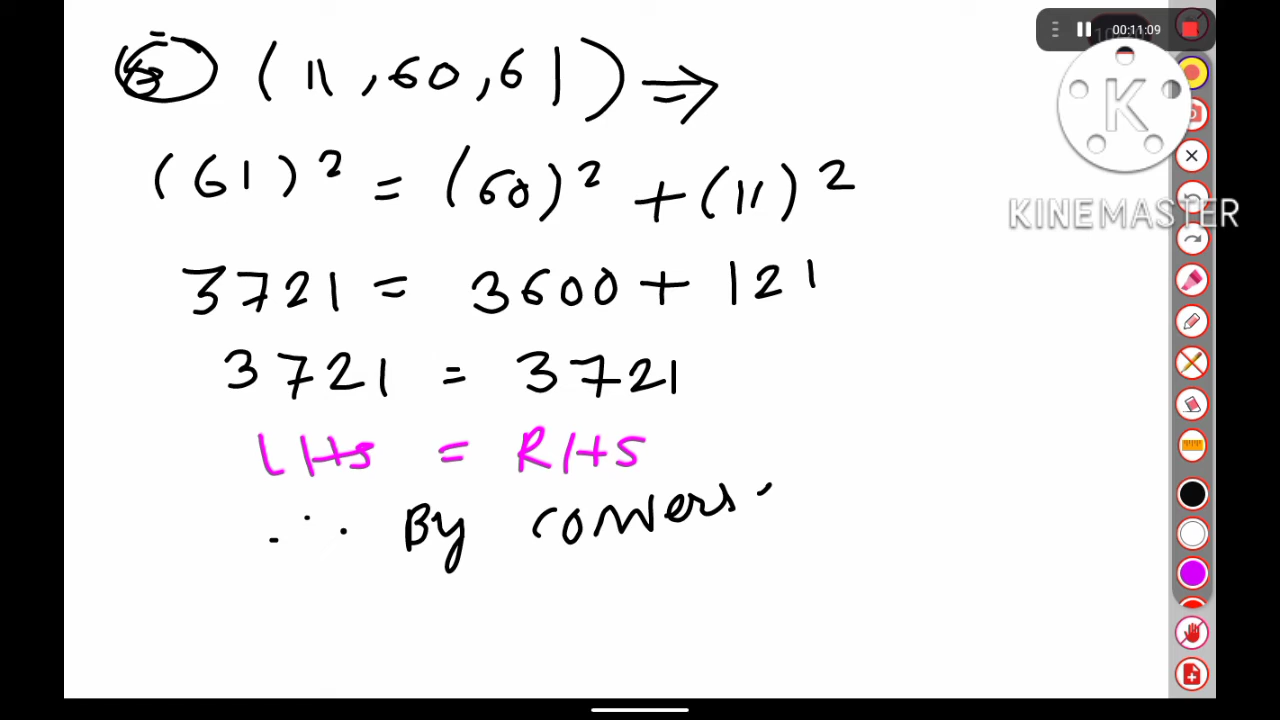 (11, 60, 61) ⇒
(61)² = (60)² + (11)²
3721 = 3600 + 121
3721 = 3721
LHS = RHS
∴ By convers
00:11:09
K
KINEMASTER